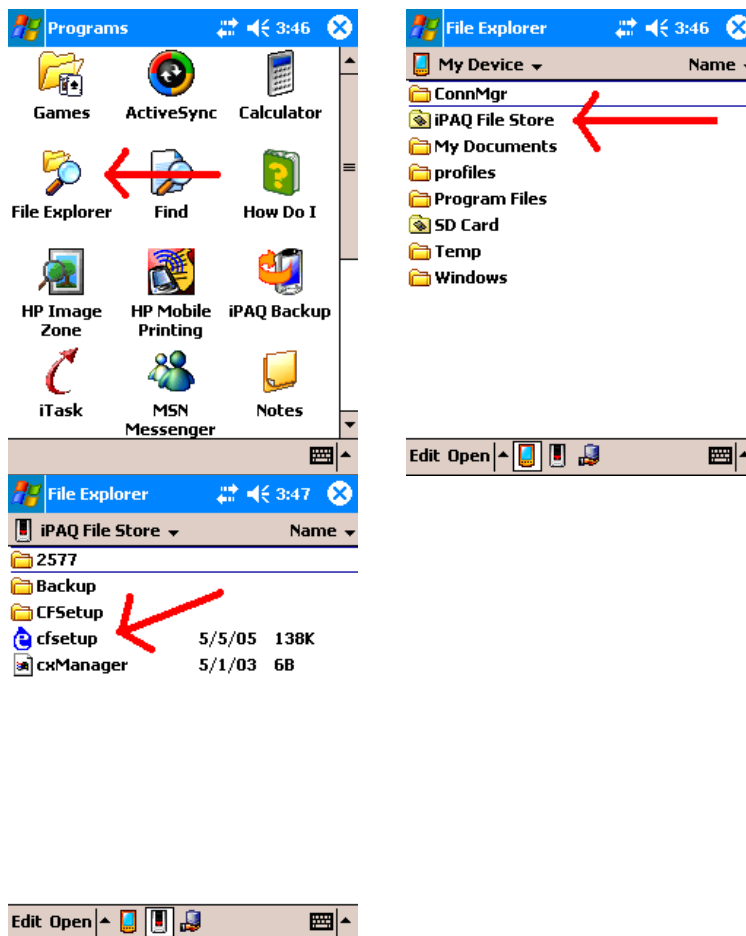 Programs 3:46
Games ActiveSync Calculator
File Explorer Find How Do I
HP Image Zone HP Mobile Printing iPAQ Backup
iTask MSN Messenger Notes
File Explorer 3:46
My Device Name
ConnMgr
iPAQ File Store
My Documents
profiles
Program Files
SD Card
Temp
Windows
Edit Open
File Explorer 3:47
iPAQ File Store Name
2577
Backup
CFSetup
cfsetup 5/5/05 138K
cxManager 5/1/03 6B
Edit Open